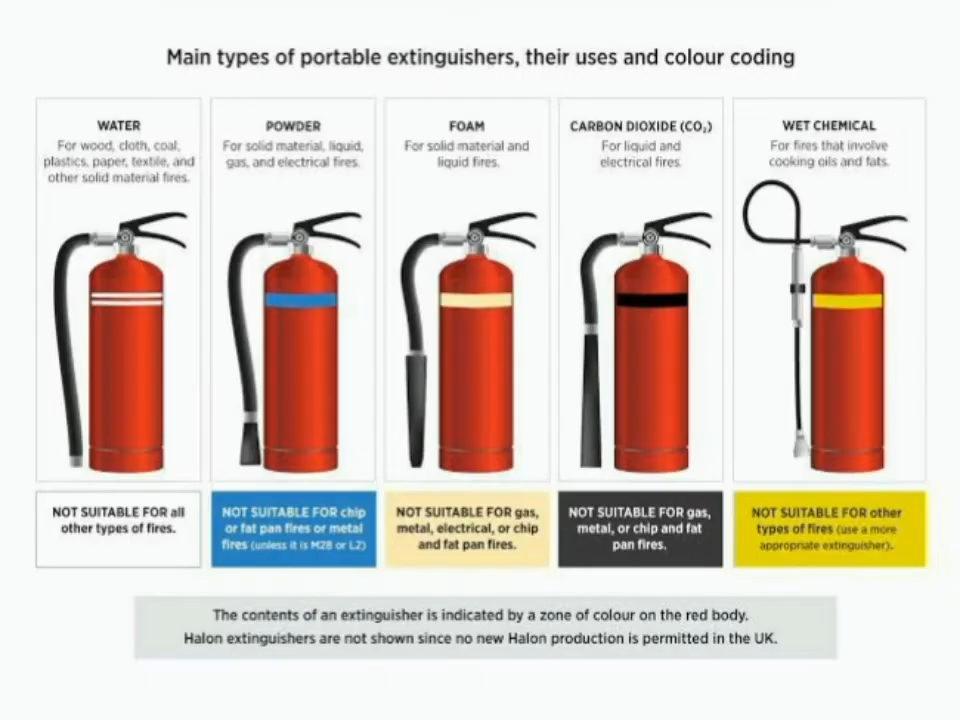 Main types of portable extinguishers, their uses and colour coding
WATER
For wood, cloth, coal,
plastics, paper, textile, and
other solid material fires.
POWDER
For solid material, liquid,
gas, and electrical fires.
FOAM
For solid material and
liquid fires.
CARBON DIOXIDE (CO₂)
For liquid and
electrical fires.
WET CHEMICAL
For fires that involve
cooking oils and fats.
NOT SUITABLE FOR all
other types of fires.
NOT SUITABLE FOR chip
or fat pan fires or metal
fires (unless it is M28 or L2)
NOT SUITABLE FOR gas,
metal, electrical, or chip
and fat pan fires.
NOT SUITABLE FOR gas,
metal, or chip and fat
pan fires.
NOT SUITABLE FOR other
types of fires (use a more
appropriate extinguisher).
The contents of an extinguisher is indicated by a zone of colour on the red body.
Halon extinguishers are not shown since no new Halon production is permitted in the UK.